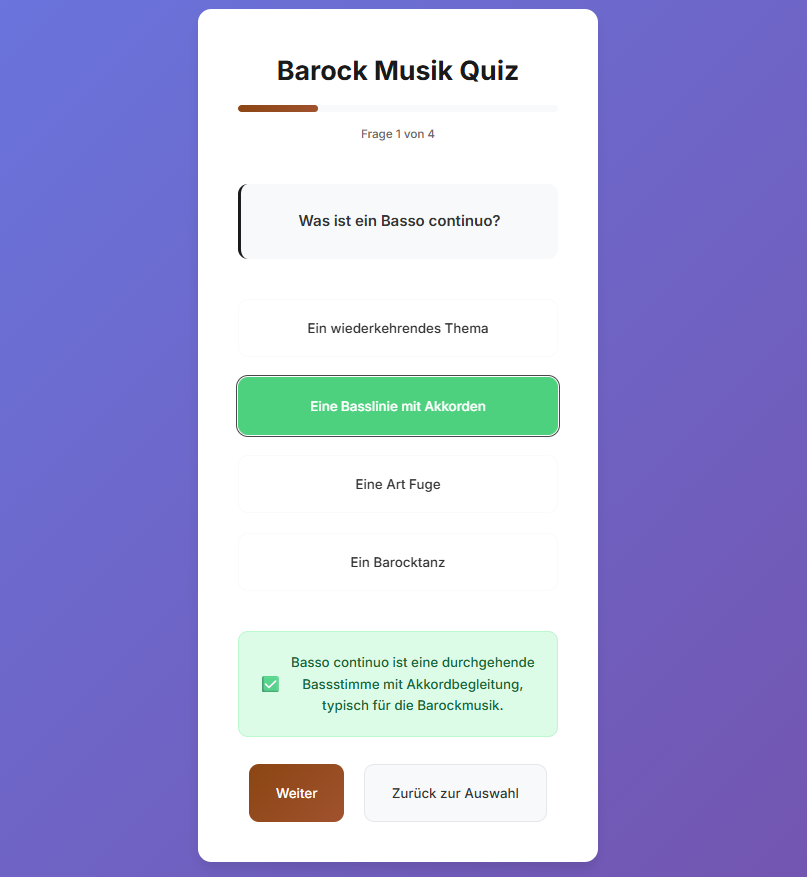 Barock Musik Quiz
Frage 1 von 4
Was ist ein Basso continuo?
Ein wiederkehrendes Thema
Eine Basslinie mit Akkorden
Eine Art Fuge
Ein Barocktanz
Basso continuo ist eine durchgehende
Bassstimme mit Akkordbegleitung,
typisch für die Barockmusik.
Weiter
Zurück zur Auswahl